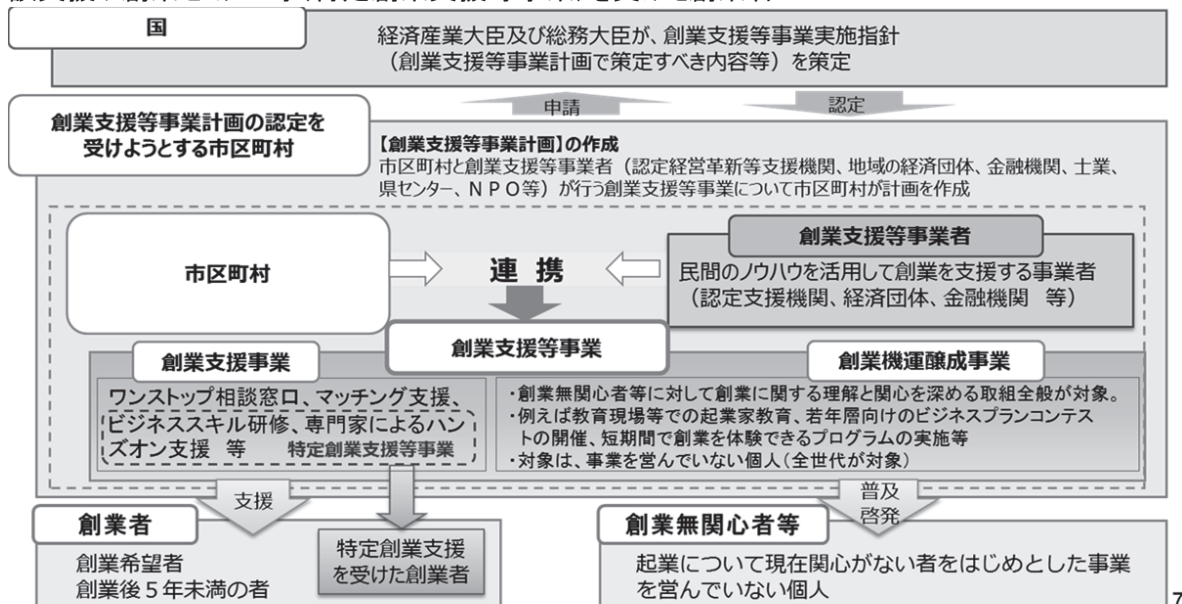 国
経済産業大臣及び総務大臣が、創業支援等事業実施指針
（創業支援等事業計画で策定すべき内容等）を策定
申請
認定
創業支援等事業計画の認定を
受けようとする市区町村
【創業支援等事業計画】の作成
市区町村と創業支援等事業者（認定経営革新等支援機関、地域の経済団体、金融機関、士業、
県センター、ＮＰＯ等）が行う創業支援等事業について市区町村が計画を作成
市区町村
連 携
創業支援等事業者
民間のノウハウを活用して創業を支援する事業者
（認定支援機関、経済団体、金融機関 等）
創業支援等事業
創業支援事業
ワンストップ相談窓口、マッチング支援、
ビジネススキル研修、専門家によるハン
ズオン支援 等 特定創業支援等事業
創業機運醸成事業
・創業無関心者等に対して創業に関する理解と関心を深める取組全般が対象。
・例えば教育現場等での起業家教育、若年層向けのビジネスプランコンテス
トの開催、短期間で創業を体験できるプログラムの実施等
・対象は、事業を営んでいない個人（全世代が対象）
支援
普及
啓発
創業者
創業希望者
創業後５年未満の者
特定創業支援
を受けた創業者
創業無関心者等
起業について現在関心がない者をはじめとした事業
を営んでいない個人
7